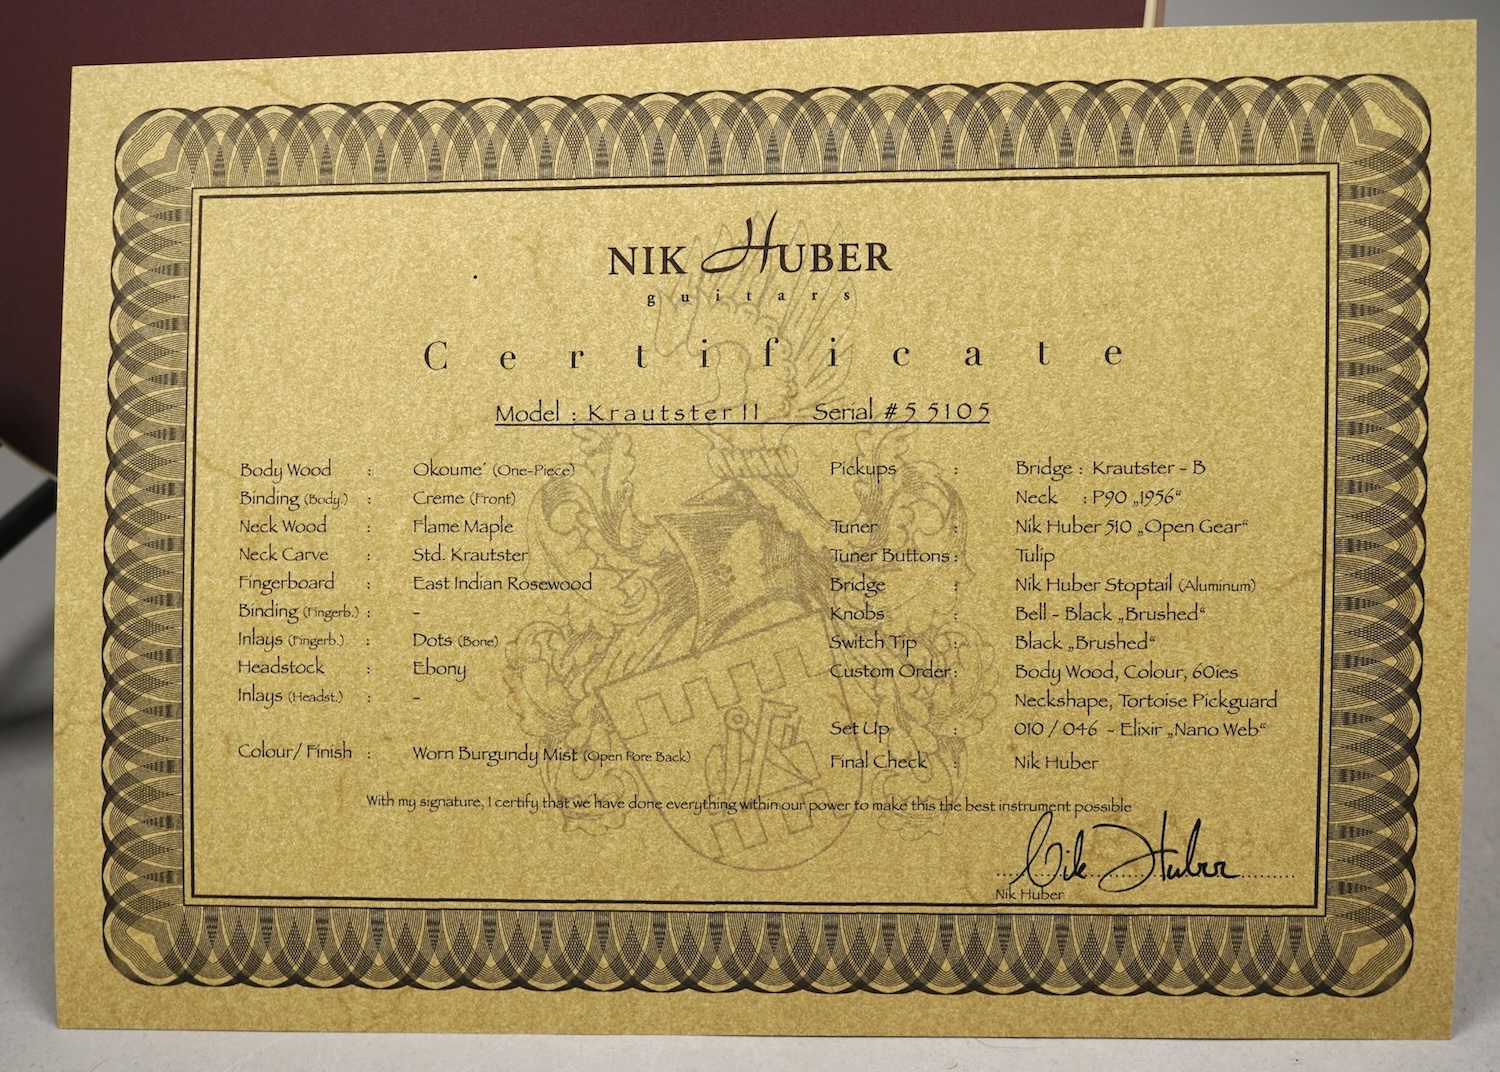 NIK HUBER
guitars
Certificate
Model : Krautster II Serial # 5 5105
Body Wood : Okoume´ (One-Piece)
Binding (Body.) : Creme (Front)
Neck Wood : Flame Maple
Neck Carve : Std. Krautster
Fingerboard : East Indian Rosewood
Binding (Fingerb.) : -
Inlays (Fingerb.) : Dots (Bone)
Headstock : Ebony
Inlays (Headst.) : -
Colour/ Finish : Worn Burgundy Mist (Open Pore Back)
Pickups : Bridge : Krautster - B
Neck : P90 „1956“
Tuner : Nik Huber 510 „Open Gear“
Tuner Buttons : Tulip
Bridge : Nik Huber Stoptail (Aluminum)
Knobs : Bell - Black „Brushed“
Switch Tip : Black „Brushed“
Custom Order : Body Wood, Colour, 60ies
Neckshape, Tortoise Pickguard
Set Up : 010 / 046 - Elixir „Nano Web“
Final Check : Nik Huber
With my signature, I certify that we have done everything within our power to make this the best instrument possible
Nik Huber
Nik Huber